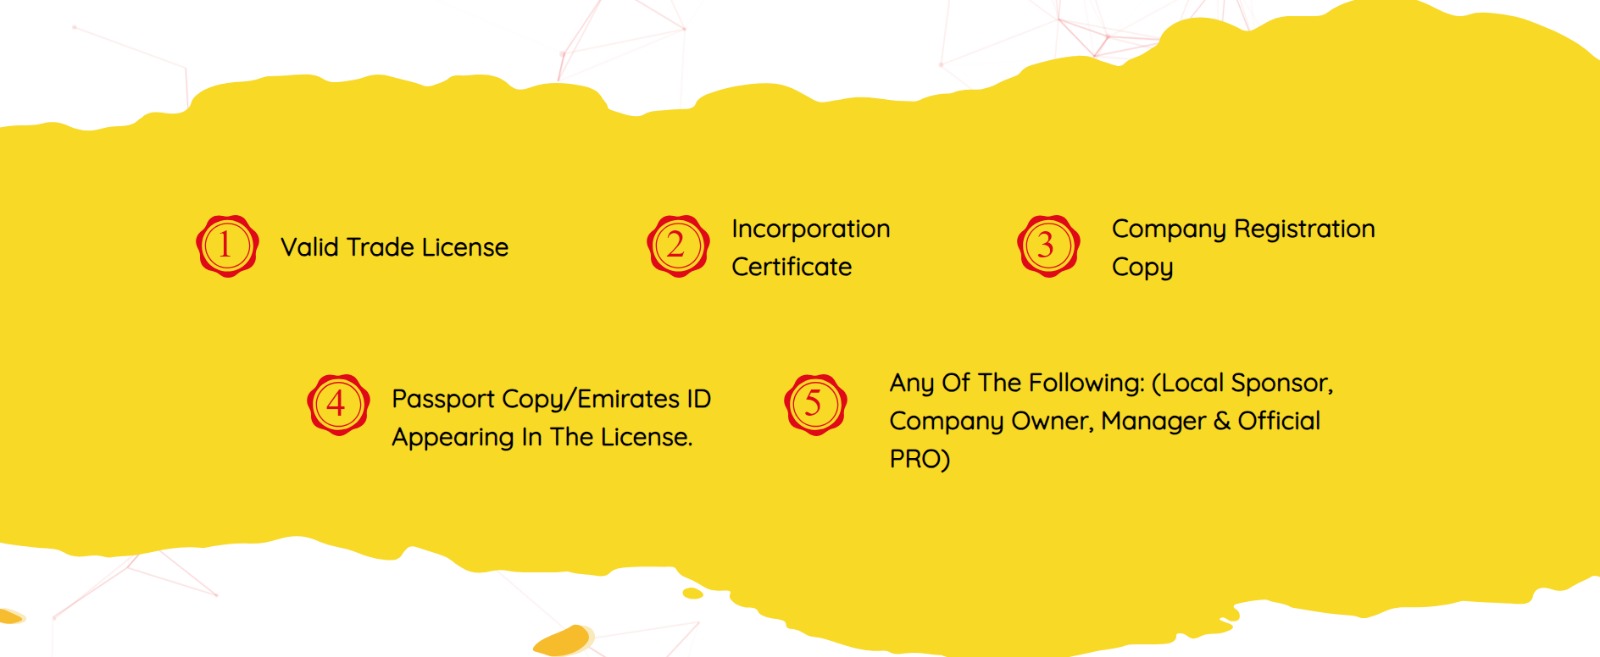 1
Valid Trade License
2
Incorporation
Certificate
3
Company Registration
Copy
4
Passport Copy/Emirates ID
Appearing In The License.
5
Any Of The Following: (Local Sponsor,
Company Owner, Manager & Official
PRO)